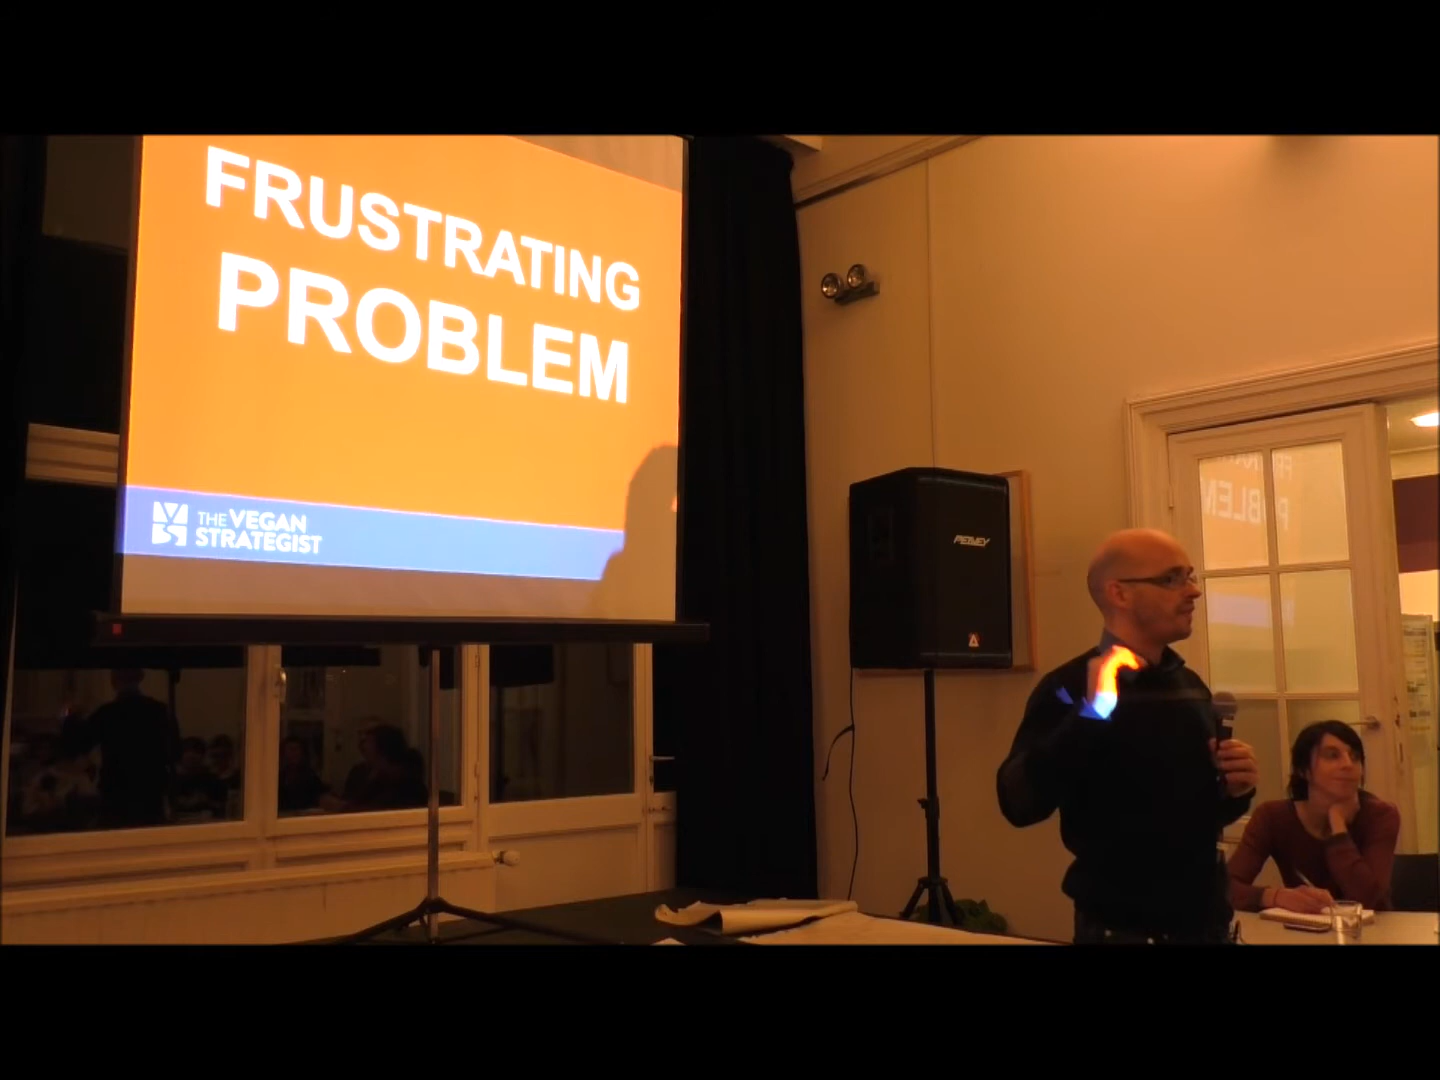 FRUSTRATING
PROBLEM
THE VEGAN
STRATEGIST
PEAVEY